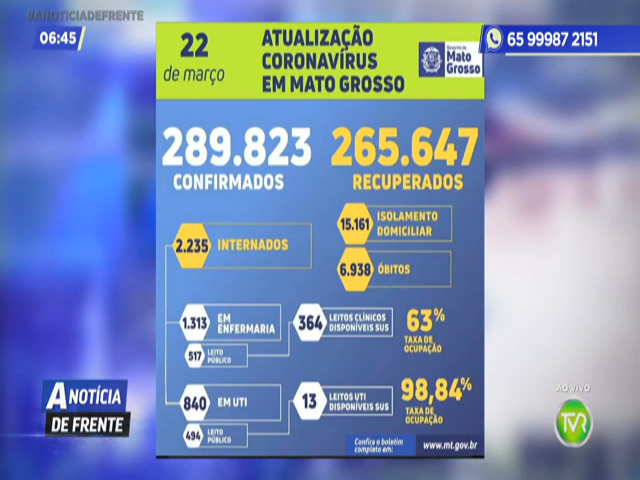 #ANOTICIADEFRENTE
06:45
65 99987 2151
22
de março
ATUALIZAÇÃO
CORONAVÍRUS
EM MATO GROSSO
Governo de
Mato
Grosso
289.823
CONFIRMADOS
265.647
RECUPERADOS
2.235 INTERNADOS
15.161 ISOLAMENTO
DOMICILIAR
6.938 ÓBITOS
1.313 EM
ENFERMARIA
517 LEITO
PÚBLICO
364 LEITOS CLÍNICOS
DISPONÍVEIS SUS
63%
TAXA DE
OCUPAÇÃO
840 EM UTI
494 LEITO
PÚBLICO
13 LEITOS UTI
DISPONÍVEIS SUS
98,84%
TAXA DE
OCUPAÇÃO
Confira o boletim
completo em:
www.mt.gov.br
A NOTÍCIA
DE FRENTE
AO VIVO
TVR